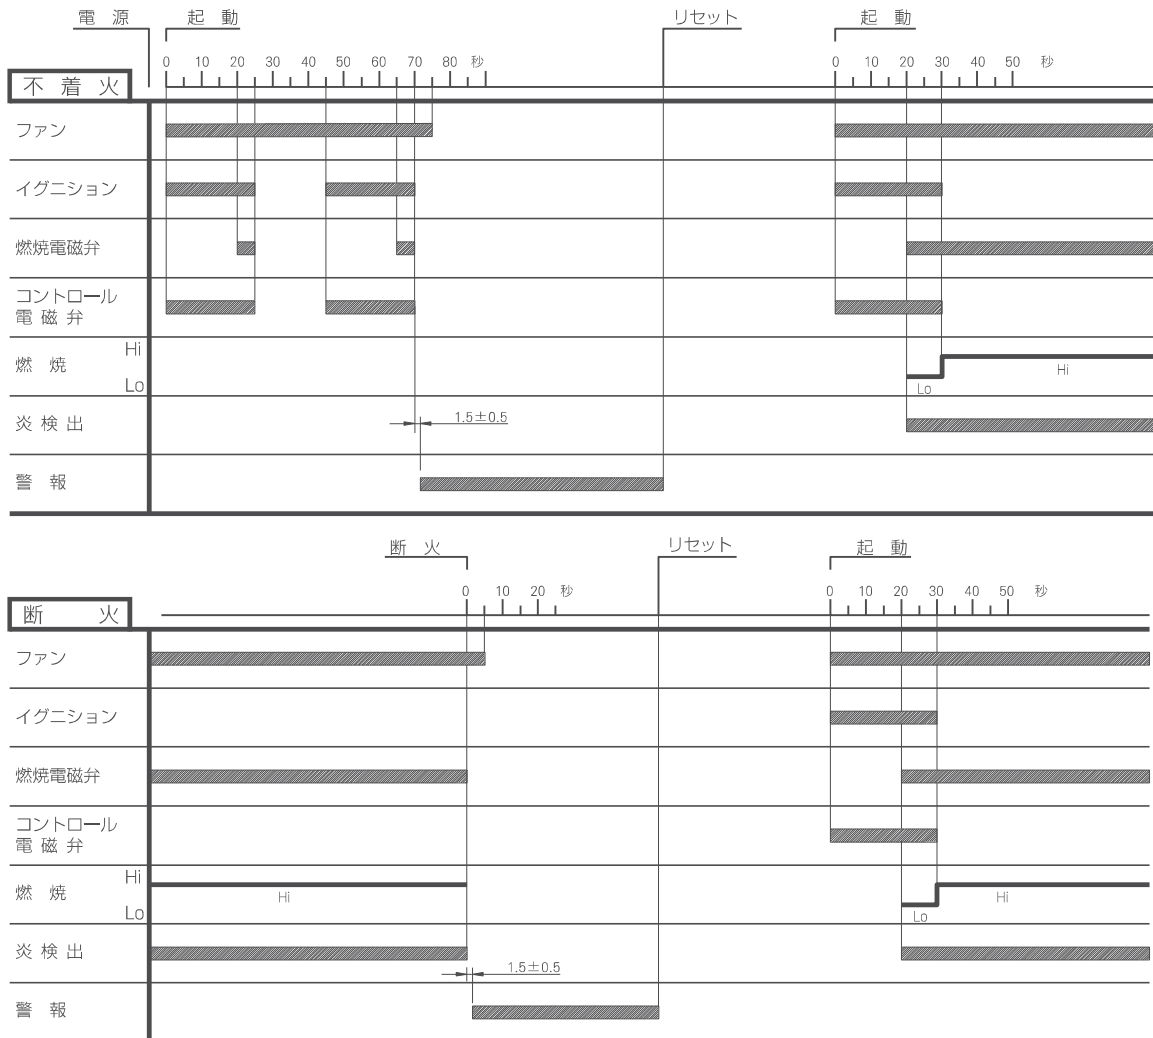 電 源
起 動
リセット
起 動
0 10 20 30 40 50 60 70 80 秒
0 10 20 30 40 50 秒
不 着 火
ファン
イグニション
燃焼電磁弁
コントロール
電 磁 弁
燃 焼
Hi
Lo
Lo
Hi
炎 検 出
1.5±0.5
警 報
断 火
リセット
起 動
0 10 20 秒
0 10 20 30 40 50 秒
断 火
ファン
イグニション
燃焼電磁弁
コントロール
電 磁 弁
燃 焼
Hi
Lo
Hi
Lo
Hi
炎 検 出
1.5±0.5
警 報